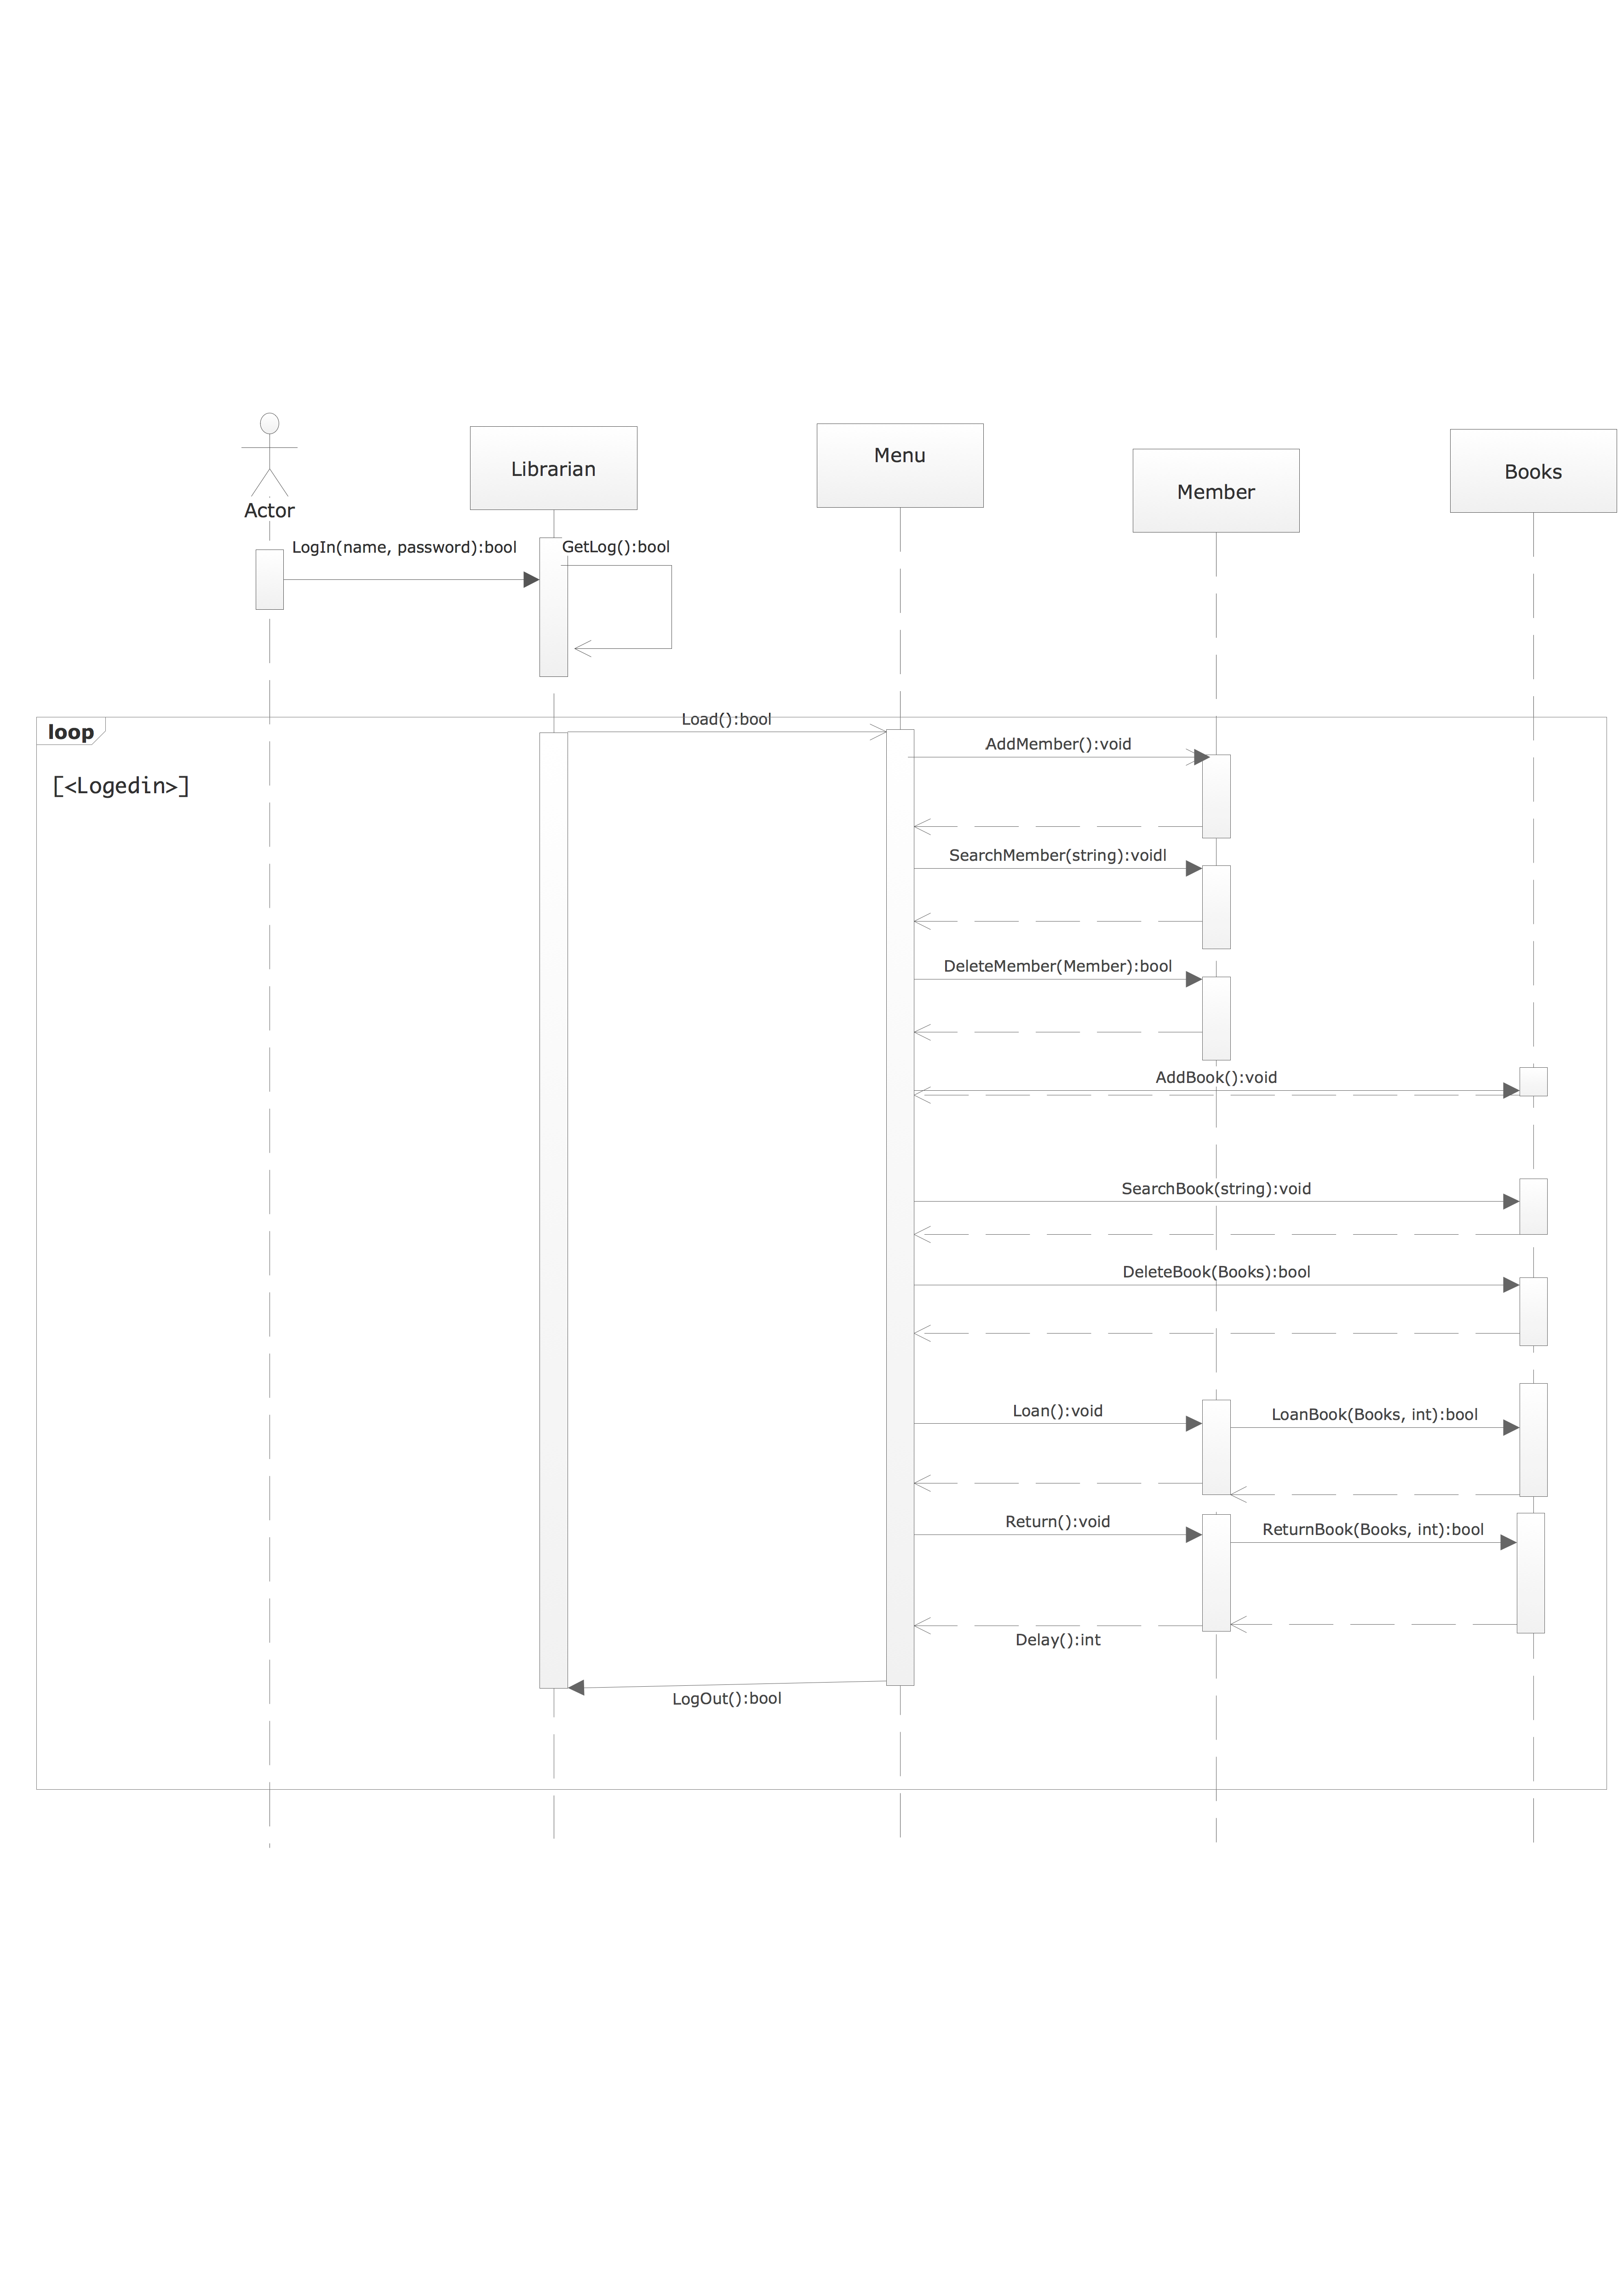 Actor
Librarian
Menu
Member
Books
LogIn(name, password):bool
GetLog():bool
loop
[<Logedin>]
Load():bool
AddMember():void
SearchMember(string):voidl
DeleteMember(Member):bool
AddBook():void
SearchBook(string):void
DeleteBook(Books):bool
Loan():void
LoanBook(Books, int):bool
Return():void
ReturnBook(Books, int):bool
Delay():int
LogOut():bool